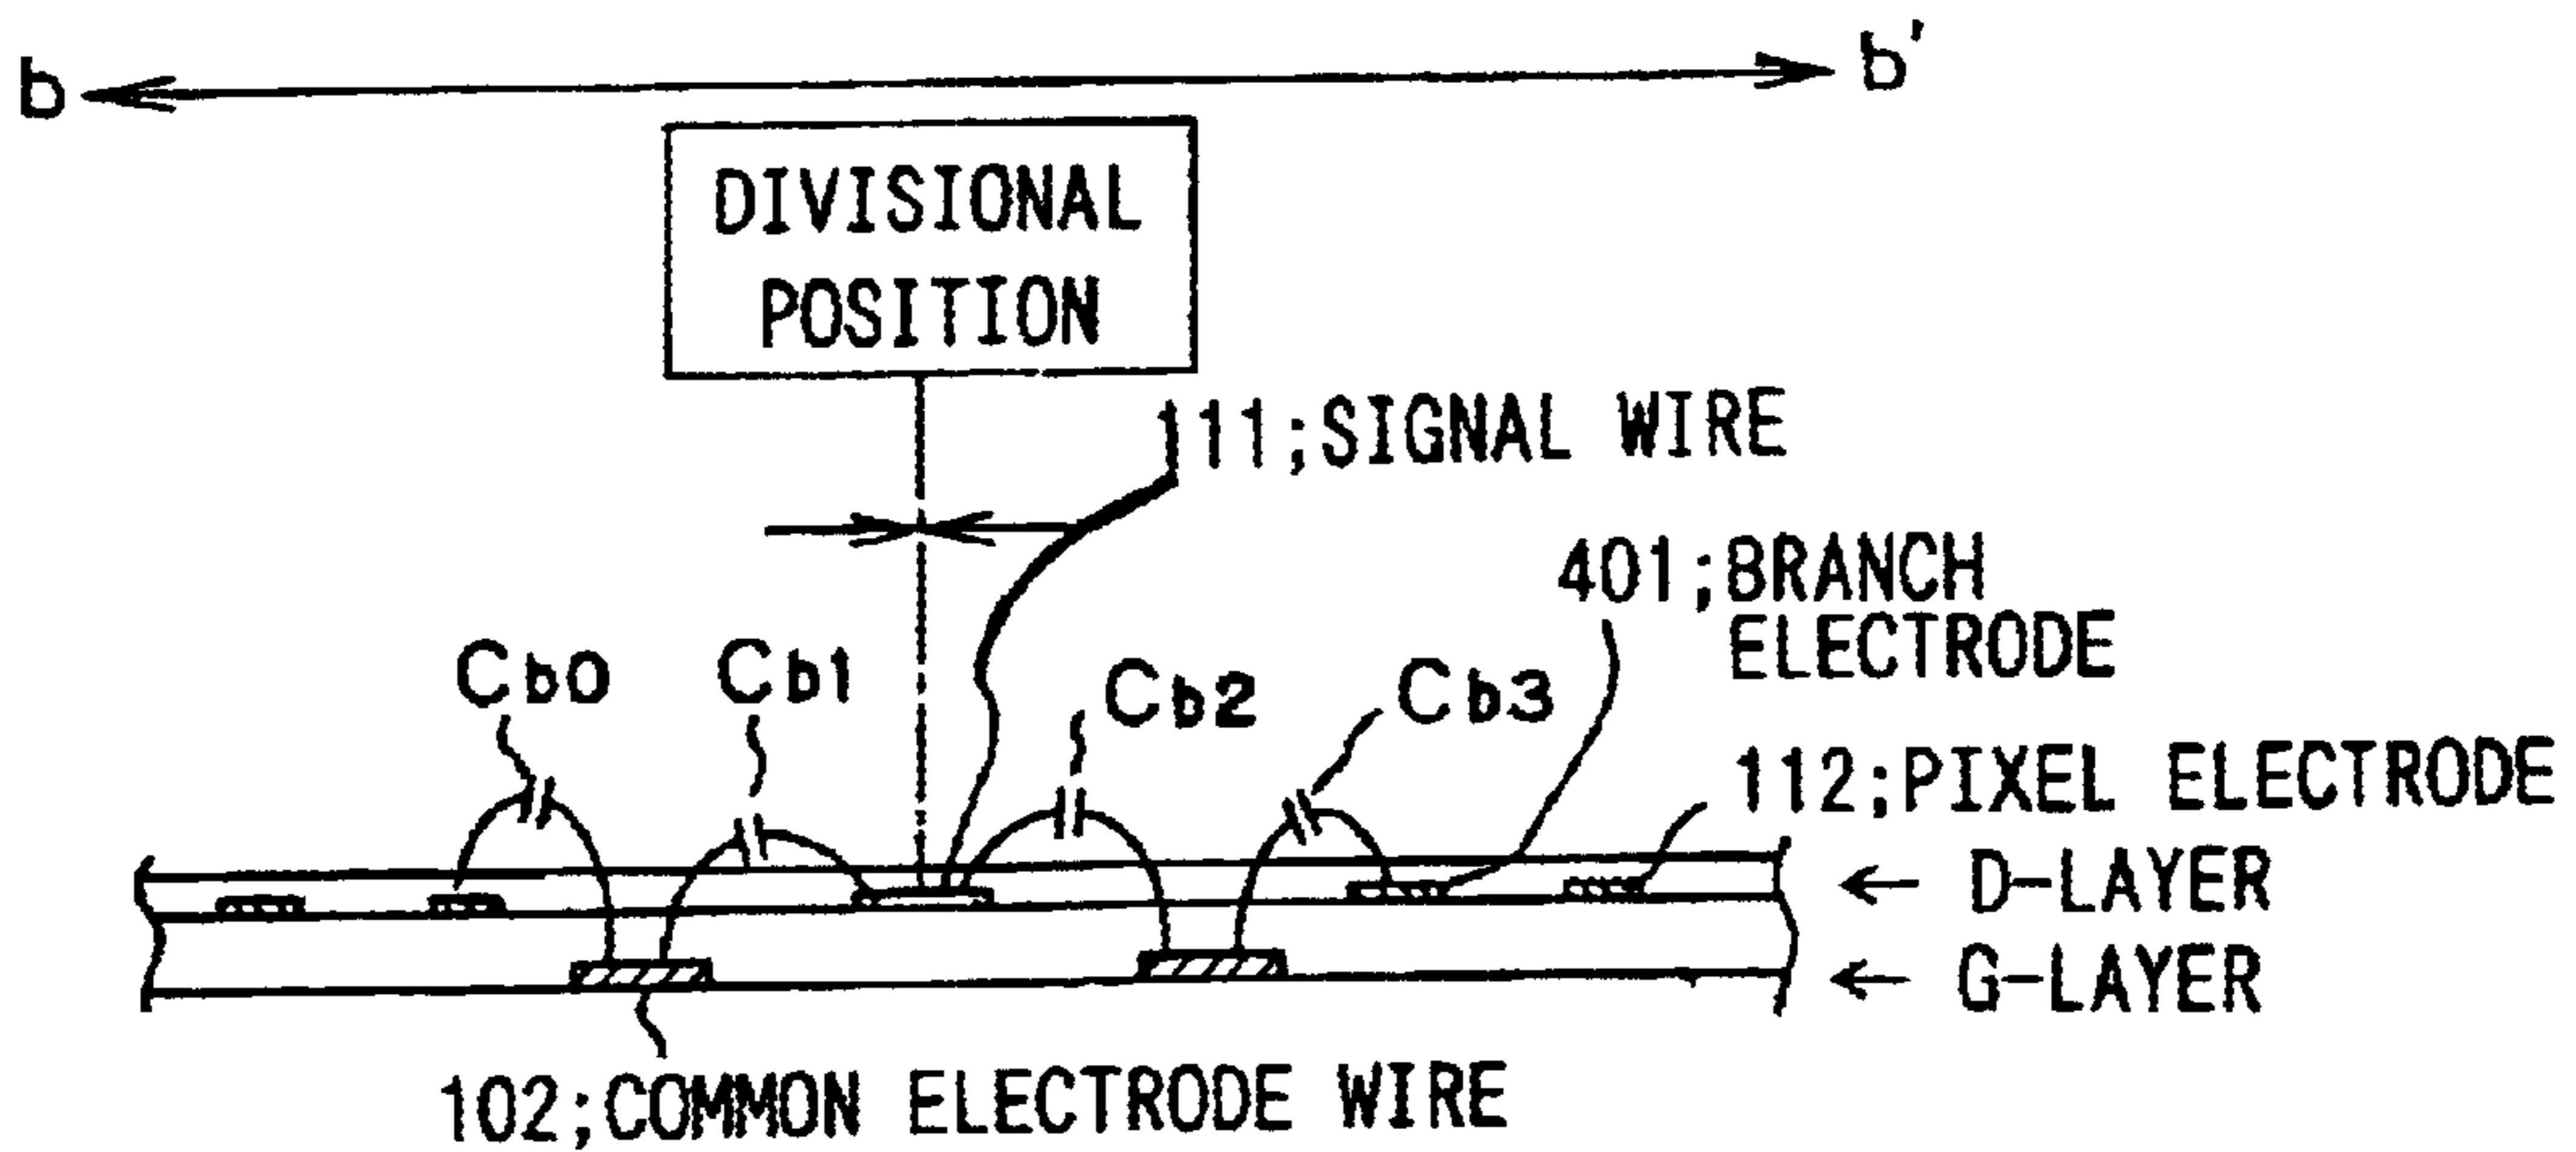 b b'
DIVISIONAL
POSITION
111;SIGNAL WIRE
401;BRANCH
ELECTRODE
Cb0 Cb1 Cb2 Cb3
112;PIXEL ELECTRODE
D-LAYER
G-LAYER
102;COMMON ELECTRODE WIRE